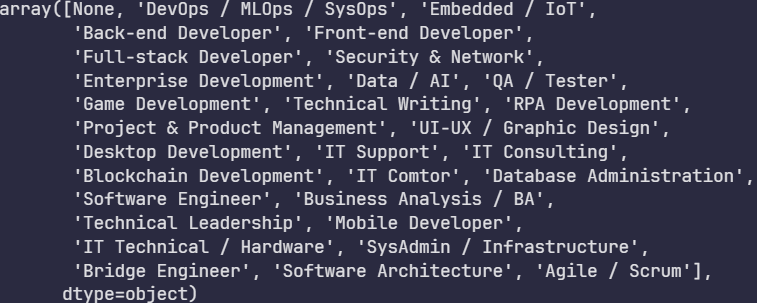 array([None, 'DevOps / MLOps / SysOps', 'Embedded / IoT',
'Back-end Developer', 'Front-end Developer',
'Full-stack Developer', 'Security & Network',
'Enterprise Development', 'Data / AI', 'QA / Tester',
'Game Development', 'Technical Writing', 'RPA Development',
'Project & Product Management', 'UI-UX / Graphic Design',
'Desktop Development', 'IT Support', 'IT Consulting',
'Blockchain Development', 'IT Comtor', 'Database Administration',
'Software Engineer', 'Business Analysis / BA',
'Technical Leadership', 'Mobile Developer',
'IT Technical / Hardware', 'SysAdmin / Infrastructure',
'Bridge Engineer', 'Software Architecture', 'Agile / Scrum'],
dtype=object)